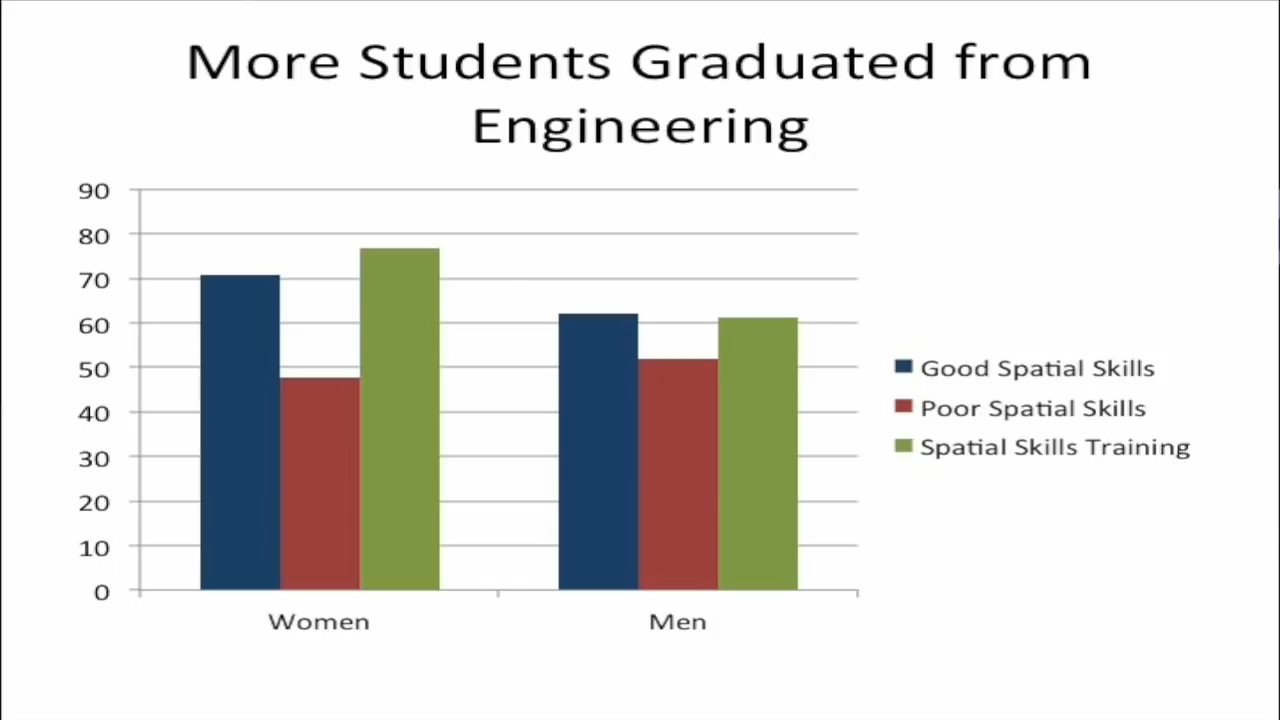 More Students Graduated from
Engineering
90
80
70
60
50
40
30
20
10
0
Women
Men
Good Spatial Skills
Poor Spatial Skills
Spatial Skills Training